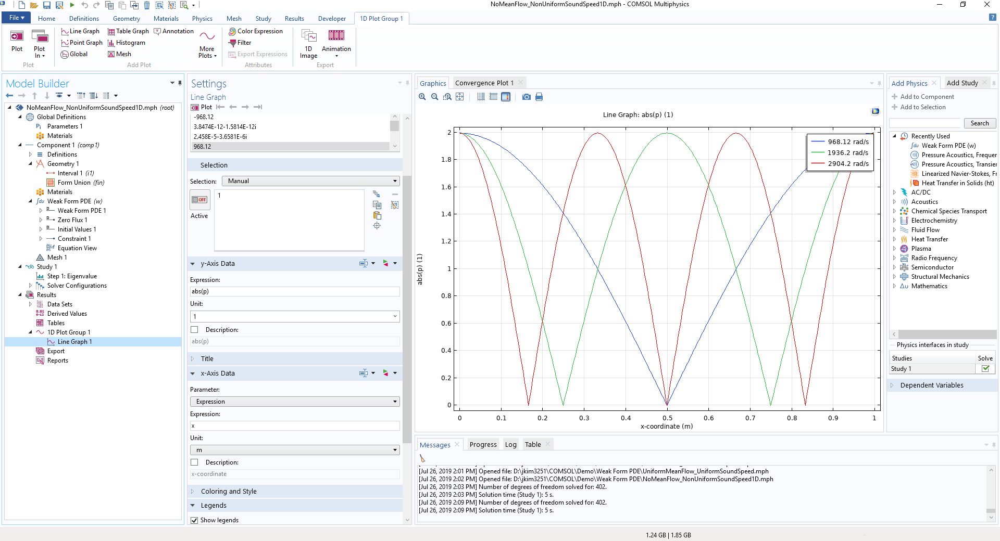 NoMeanFlow_NonUniformSoundSpeed1D.mph - COMSOL Multiphysics
File Home Definitions Geometry Materials Physics Mesh Study Results Developer 1D Plot Group 1
Plot
Plot In
Plot
Line Graph Table Graph Annotation
Point Graph Histogram
Global Mesh
More Plots
Add Plot
Color Expression
Filter
Export Expressions
Attributes
1D Image
Animation
Export
Model Builder
NoMeanFlow_NonUniformSoundSpeed1D.mph (root)
Global Definitions
Pi Parameters 1
Materials
Component 1 (comp1)
Definitions
Geometry 1
Interval 1 (i1)
Form Union (fin)
Materials
∫du Weak Form PDE (w)
Weak Form PDE 1
Zero Flux 1
Initial Values 1
Constraint 1
Equation View
Mesh 1
Study 1
Step 1: Eigenvalue
Solver Configurations
Results
Data Sets
8.85 e-12 Derived Values
Tables
1D Plot Group 1
Line Graph 1
Export
Reports
Settings
Line Graph
Plot
-968.12
3.8474E-12-1.5814E-12i
2.458E-5-3.6581E-6i
968.12
Selection
Selection: Manual
OFF
Active
1
y-Axis Data
Expression:
abs(p)
Unit:
1
Description:
abs(p)
Title
x-Axis Data
Parameter:
Expression
Expression:
x
Unit:
m
Description:
x-coordinate
Coloring and Style
Legends
Show legends
Graphics Convergence Plot 1
Line Graph: abs(p) (1)
968.12 rad/s
1936.2 rad/s
2904.2 rad/s
2
1.8
1.6
1.4
1.2
1
0.8
0.6
0.4
0.2
0
abs(p) (1)
0 0.1 0.2 0.3 0.4 0.5 0.6 0.7 0.8 0.9 1
x-coordinate (m)
Messages Progress Log Table
[Jul 26, 2019 2:01 PM] Opened file: D:\jkim3251\COMSOL\Demo\Weak Form PDE\UniformMeanFlow_UniformSoundSpeed.mph
[Jul 26, 2019 2:02 PM] Opened file: D:\jkim3251\COMSOL\Demo\Weak Form PDE\NoMeanFlow_NonUniformSoundSpeed1D.mph
[Jul 26, 2019 2:03 PM] Number of degrees of freedom solved for: 402.
[Jul 26, 2019 2:03 PM] Solution time (Study 1): 5 s.
[Jul 26, 2019 2:09 PM] Number of degrees of freedom solved for: 402.
[Jul 26, 2019 2:09 PM] Solution time (Study 1): 5 s.
Add Physics Add Study
Add to Component
Add to Selection
Search
Recently Used
∫du Weak Form PDE (w)
Pressure Acoustics, Frequer
Pressure Acoustics, Transier
Linearized Navier-Stokes, Fr
Heat Transfer in Solids (ht)
AC/DC
Acoustics
Chemical Species Transport
Electrochemistry
Fluid Flow
Heat Transfer
Plasma
Radio Frequency
Semiconductor
Structural Mechanics
Δu Mathematics
Physics interfaces in study
Studies Solve
Study 1
Dependent Variables
1.24 GB | 1.85 GB